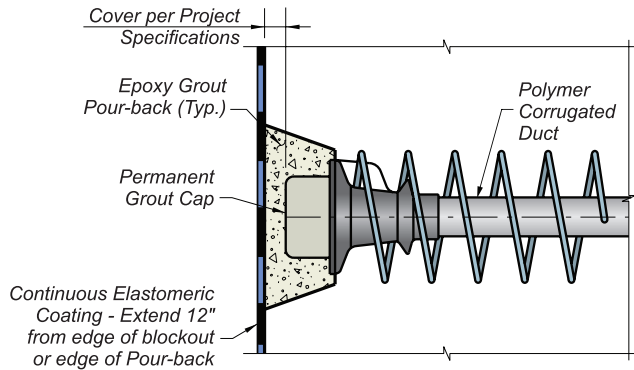 Cover per Project
Specifications
Epoxy Grout
Pour-back (Typ.)
Polymer
Corrugated
Duct
Permanent
Grout Cap
Continuous Elastomeric
Coating - Extend 12"
from edge of blockout
or edge of Pour-back